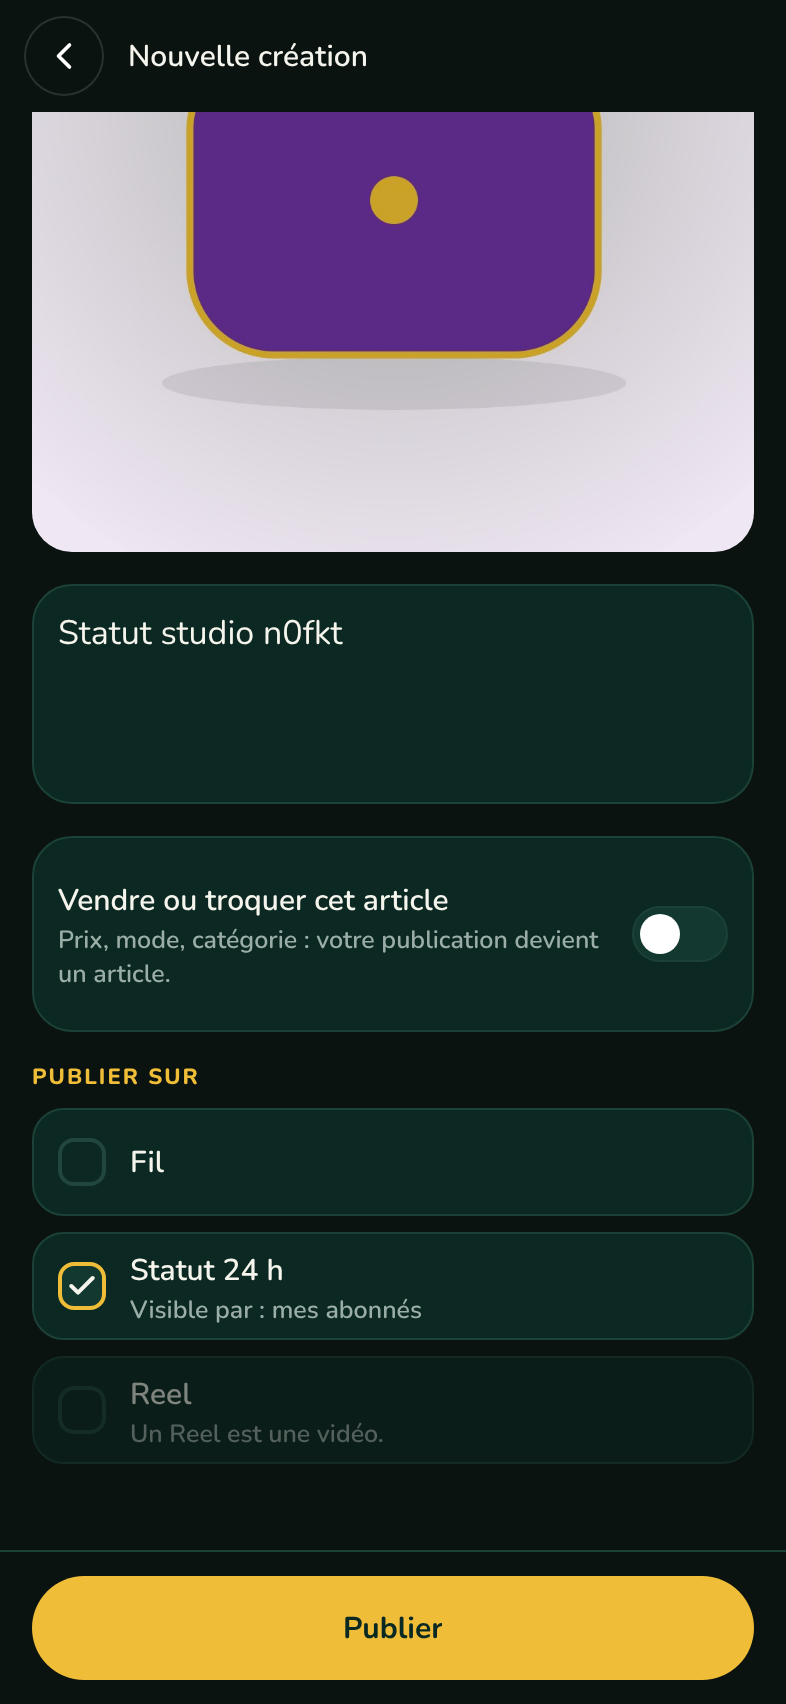 Nouvelle création
Statut studio n0fkt
Vendre ou troquer cet article
Prix, mode, catégorie : votre publication devient
un article.
PUBLIER SUR
Fil
Statut 24 h
Visible par : mes abonnés
Reel
Un Reel est une vidéo.
Publier